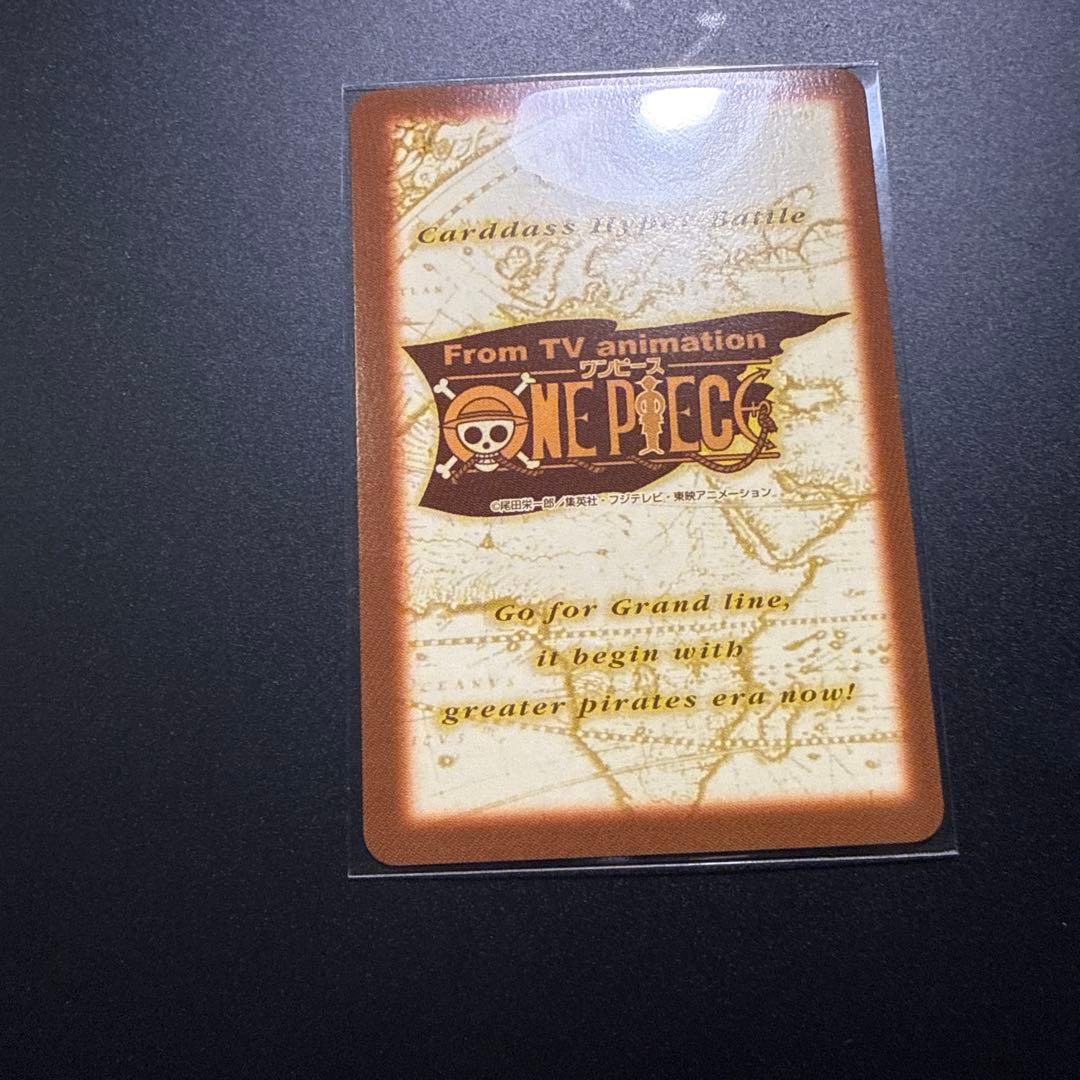 Carddass Hyper Battle
From TV animation
ワンピース
ONE PIECE
©尾田栄一郎/集英社・フジテレビ・東映アニメーション
Go for Grand line,
it begin with
greater pirates era now!